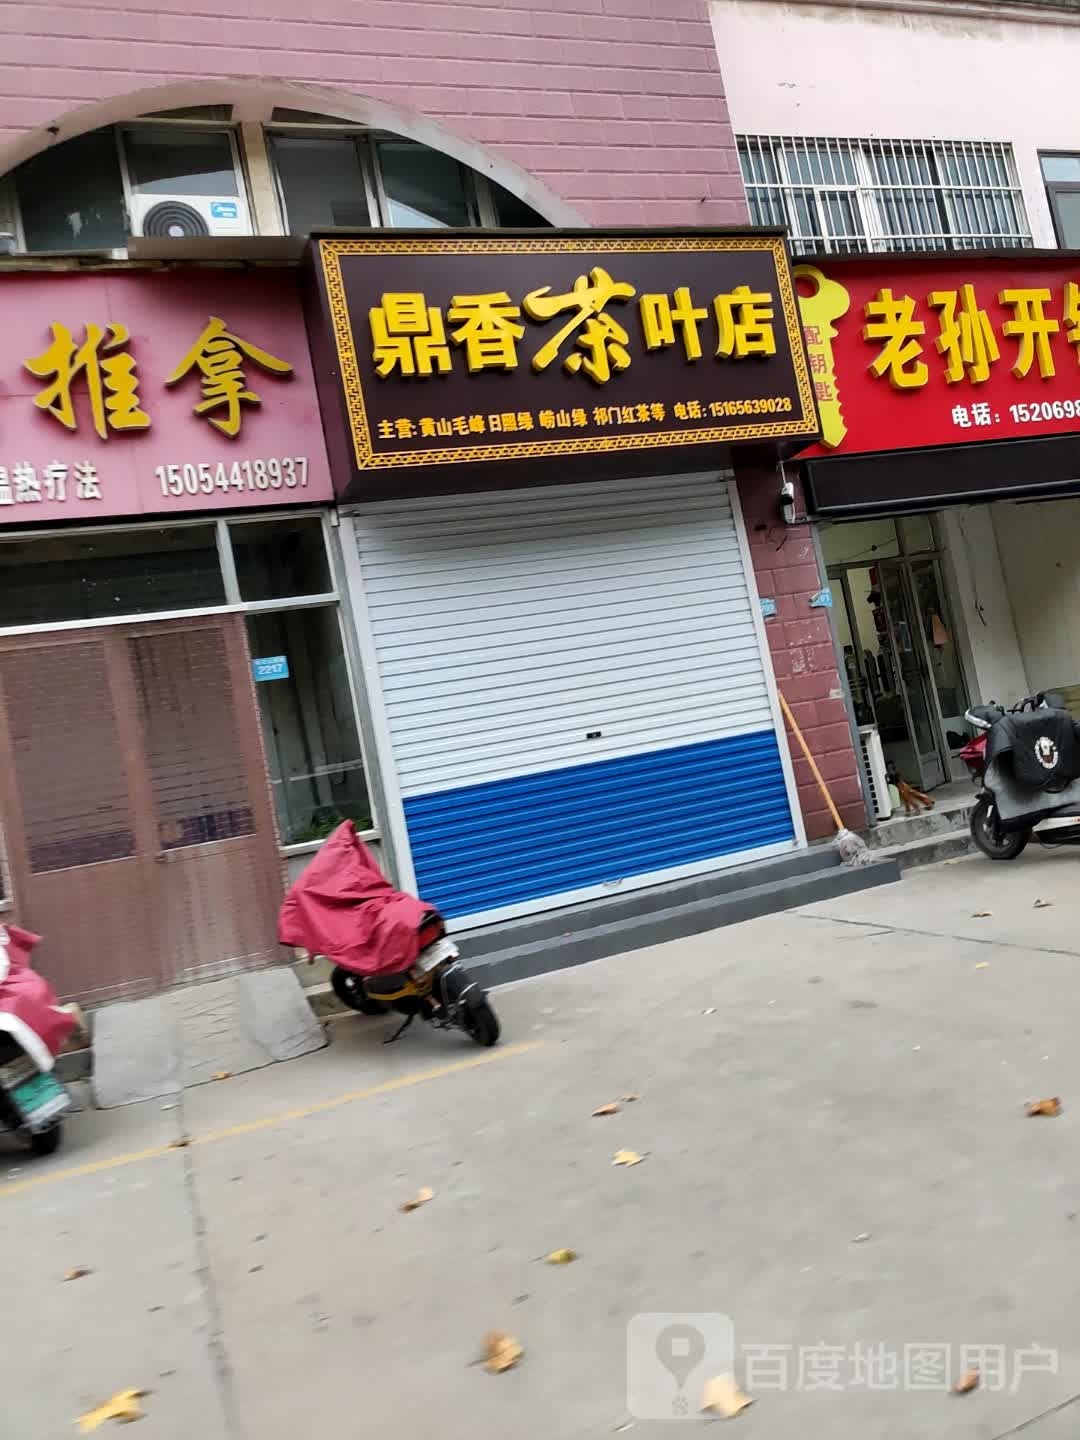 推拿
温热疗法 15054418937
鼎香茶叶店
主营:黄山毛峰 日照绿 崂山绿 祁门红茶等 电话:15165639028
配钥匙
老孙开
电话: 1520698
Midea
2217
百度地图用户